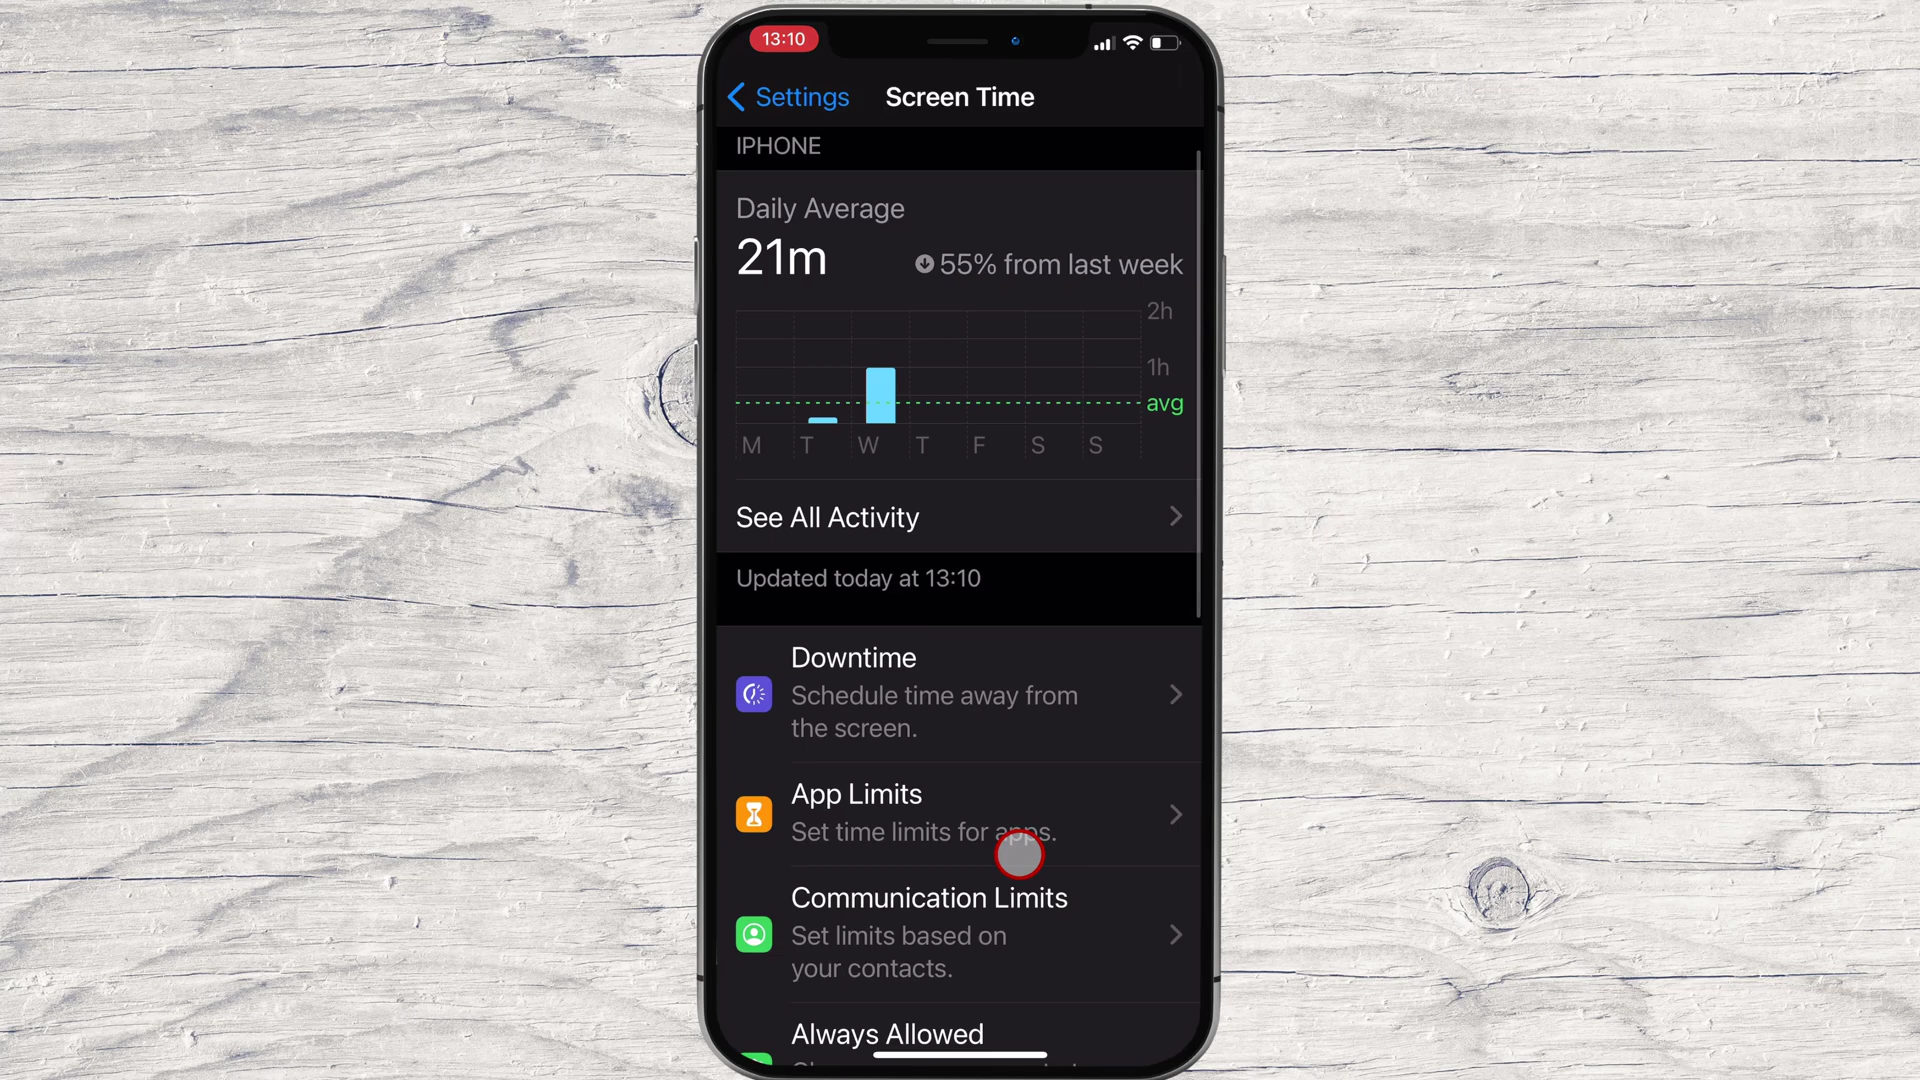 13:10
Settings
Screen Time
IPHONE
Daily Average
21m
55% from last week
2h
1h
avg
M T W T F S S
See All Activity
Updated today at 13:10
Downtime
Schedule time away from
the screen.
App Limits
Set time limits for apps.
Communication Limits
Set limits based on
your contacts.
Always Allowed